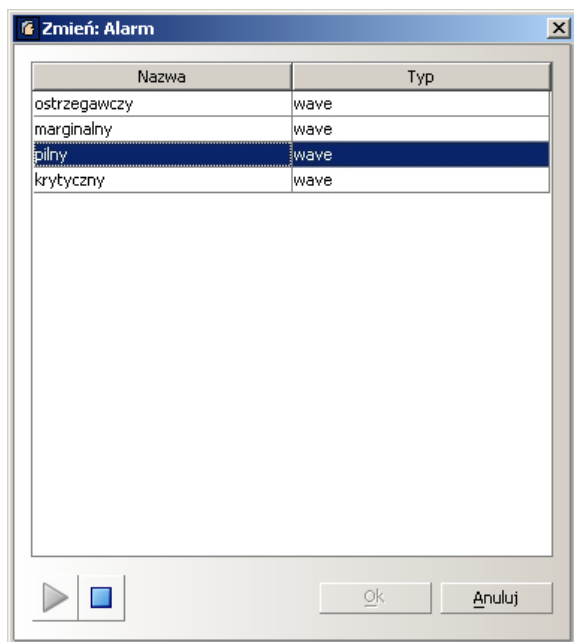 Zmień: Alarm
Nazwa Typ
ostrzegawczy wave
marginalny wave
pilny wave
krytyczny wave
Ok Anuluj